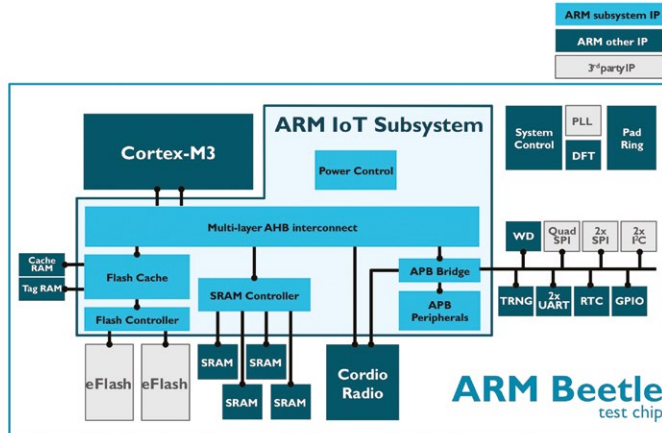 ARM subsystem IP
ARM other IP
3rd party IP
ARM IoT Subsystem
Cortex-M3
Power Control
System
Control
PLL
DFT
Pad
Ring
Multi-layer AHB interconnect
Cache
RAM
Tag RAM
Flash Cache
Flash Controller
SRAM Controller
APB Bridge
APB
Peripherals
WD
Quad
SPI
2x
SPI
2x
I²C
TRNG
2x
UART
RTC
GPIO
eFlash
eFlash
SRAM
SRAM
SRAM
SRAM
Cordio
Radio
ARM Beetle
test chip